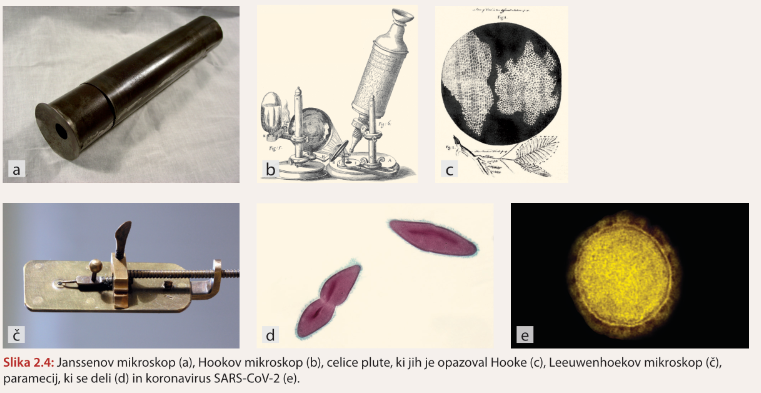 a
b
c
č
d
e
Slika 2.4: Janssenov mikroskop (a), Hookov mikroskop (b), celice plute, ki jih je opazoval Hooke (c), Leeuwenhoekov mikroskop (č),
paramecij, ki se deli (d) in koronavirus SARS-CoV-2 (e).